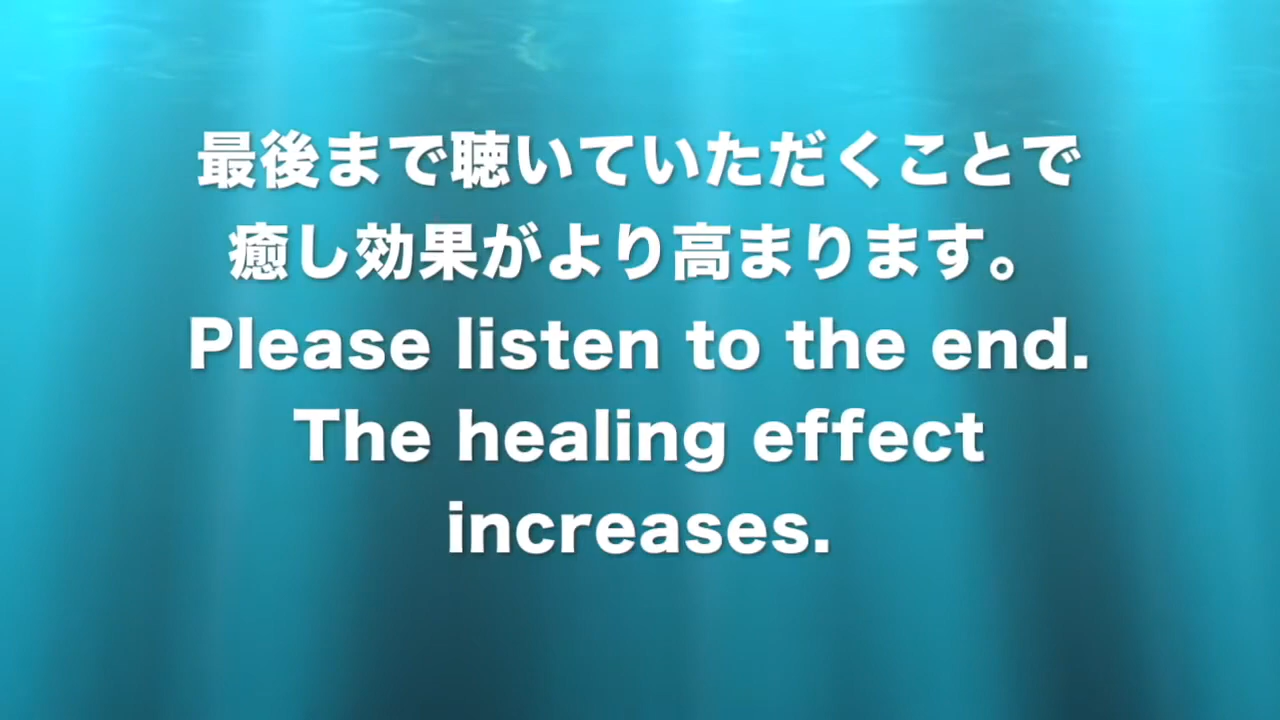 最後まで聴いていただくことで
癒し効果がより高まります。
Please listen to the end.
The healing effect
increases.